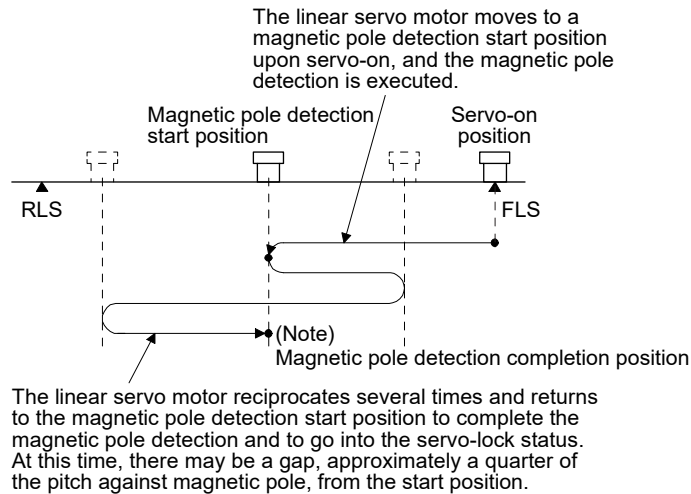 The linear servo motor moves to a
magnetic pole detection start position
upon servo-on, and the magnetic pole
detection is executed.
Magnetic pole detection
start position
Servo-on
position
RLS
FLS
(Note)
Magnetic pole detection completion position
The linear servo motor reciprocates several times and returns
to the magnetic pole detection start position to complete the
magnetic pole detection and to go into the servo-lock status.
At this time, there may be a gap, approximately a quarter of
the pitch against magnetic pole, from the start position.